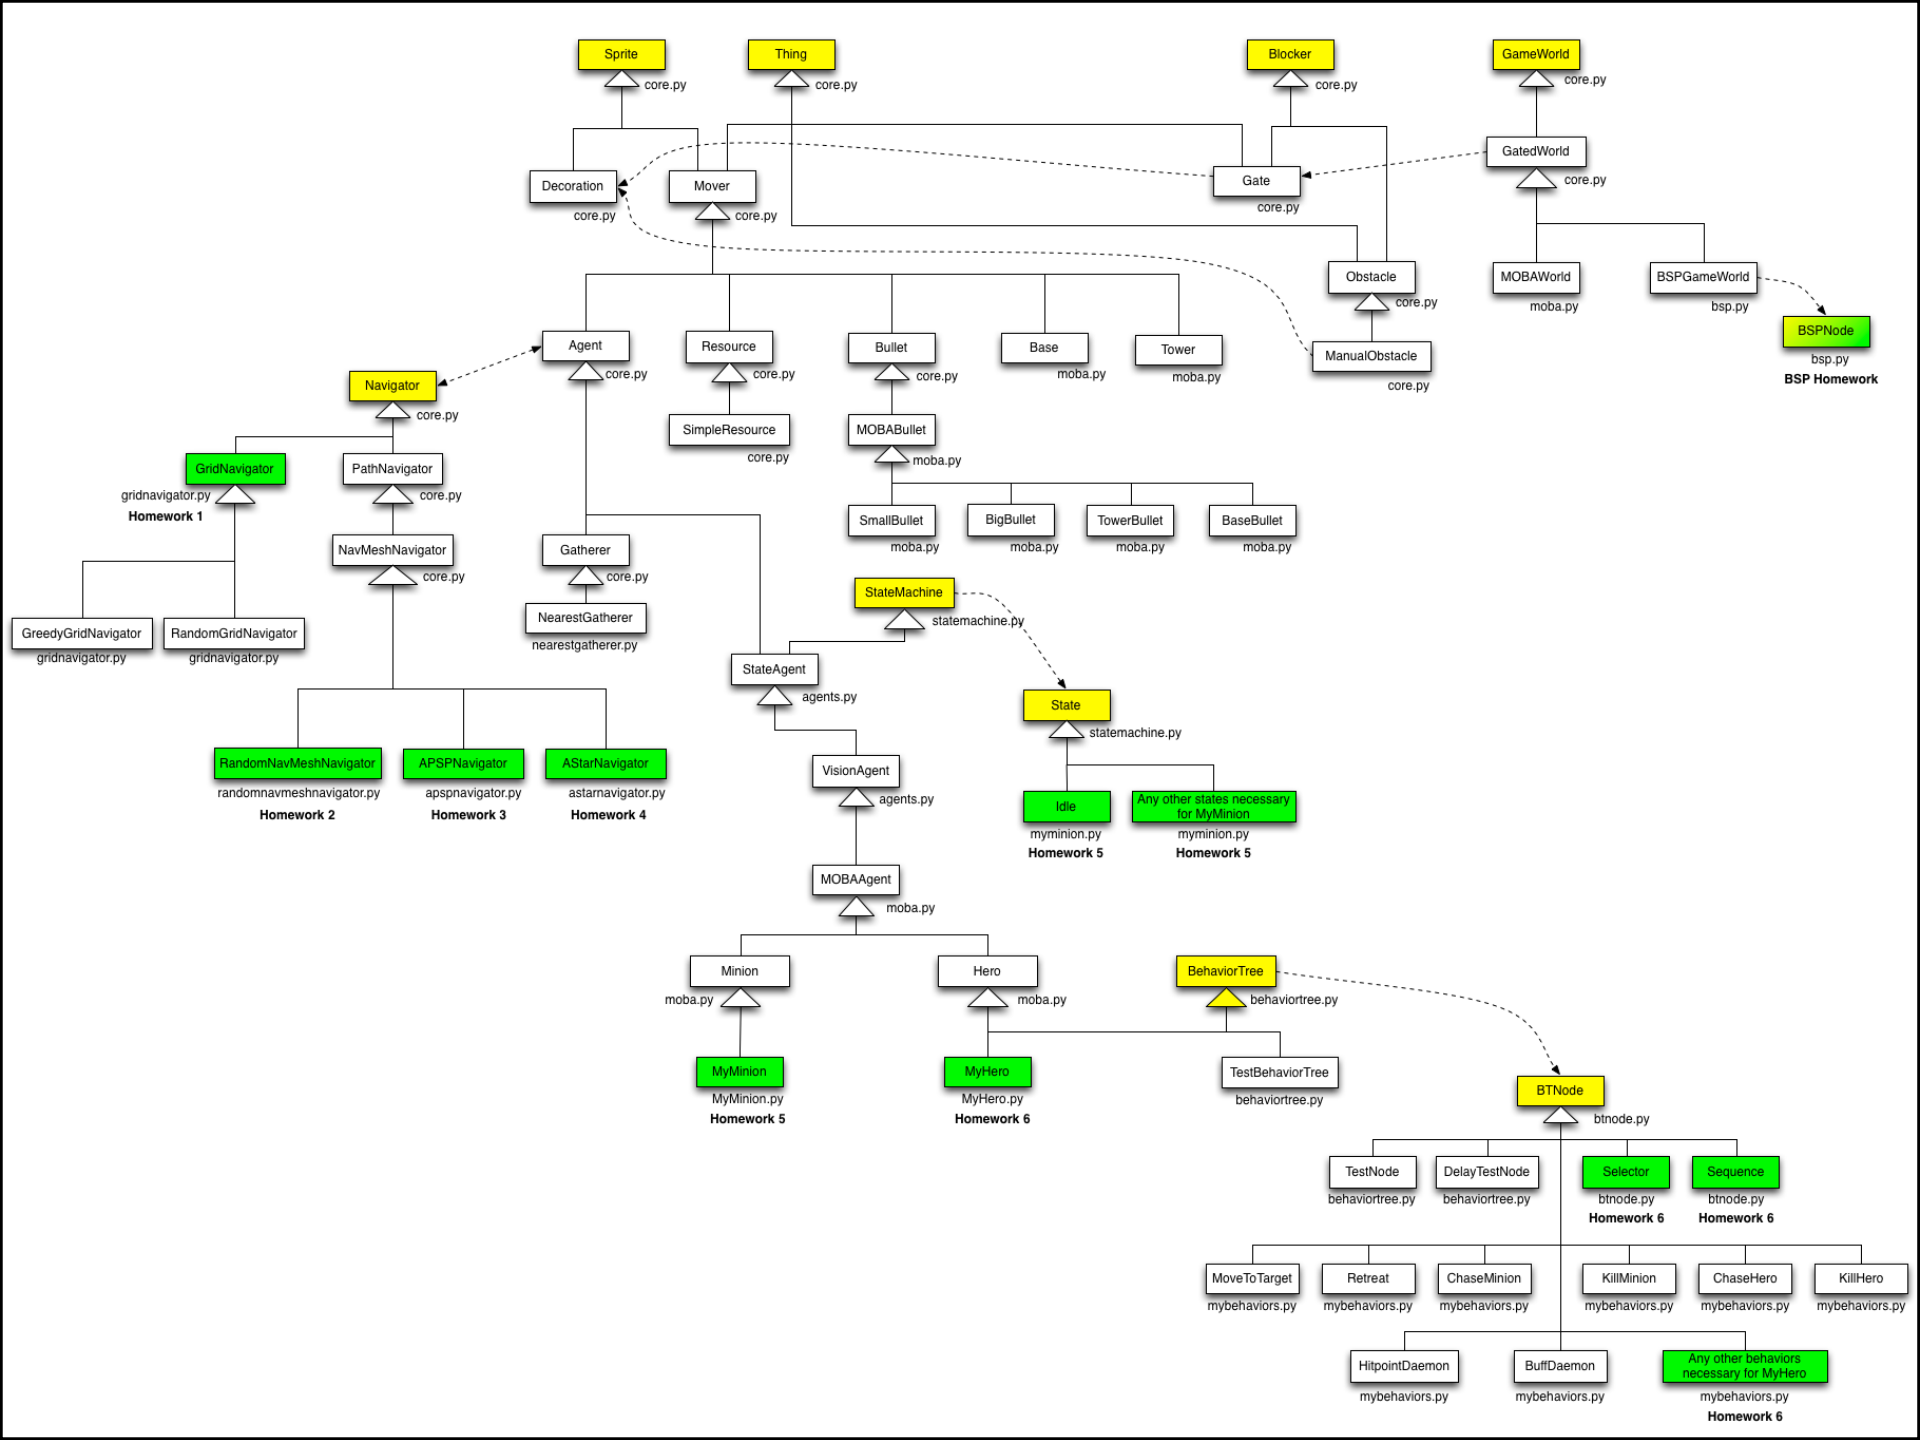 Sprite
Thing
Blocker
GameWorld
core.py
core.py
core.py
core.py
GatedWorld
core.py
Decoration
core.py
Mover
core.py
Gate
core.py
Obstacle
core.py
MOBAWorld
moba.py
BSPGameWorld
bsp.py
BSPNode
bsp.py
BSP Homework
Agent
core.py
Resource
core.py
Bullet
core.py
Base
moba.py
Tower
moba.py
ManualObstacle
core.py
Navigator
core.py
SimpleResource
core.py
MOBABullet
moba.py
GridNavigator
gridnavigator.py
Homework 1
PathNavigator
core.py
SmallBullet
moba.py
BigBullet
moba.py
TowerBullet
moba.py
BaseBullet
moba.py
NavMeshNavigator
core.py
Gatherer
core.py
StateMachine
statemachine.py
GreedyGridNavigator
gridnavigator.py
RandomGridNavigator
gridnavigator.py
NearestGatherer
nearestgatherer.py
StateAgent
agents.py
State
statemachine.py
RandomNavMeshNavigator
randomnavmeshnavigator.py
Homework 2
APSPNavigator
apspnavigator.py
Homework 3
AStarNavigator
astarnavigator.py
Homework 4
VisionAgent
agents.py
Idle
myminion.py
Homework 5
Any other states necessary
for MyMinion
myminion.py
Homework 5
MOBAAgent
moba.py
Minion
moba.py
Hero
moba.py
BehaviorTree
behaviortree.py
MyMinion
MyMinion.py
Homework 5
MyHero
MyHero.py
Homework 6
TestBehaviorTree
behaviortree.py
BTNode
btnode.py
TestNode
behaviortree.py
DelayTestNode
behaviortree.py
Selector
btnode.py
Homework 6
Sequence
btnode.py
Homework 6
MoveToTarget
mybehaviors.py
Retreat
mybehaviors.py
ChaseMinion
mybehaviors.py
KillMinion
mybehaviors.py
ChaseHero
mybehaviors.py
KillHero
mybehaviors.py
HitpointDaemon
mybehaviors.py
BuffDaemon
mybehaviors.py
Any other behaviors
necessary for MyHero
mybehaviors.py
Homework 6